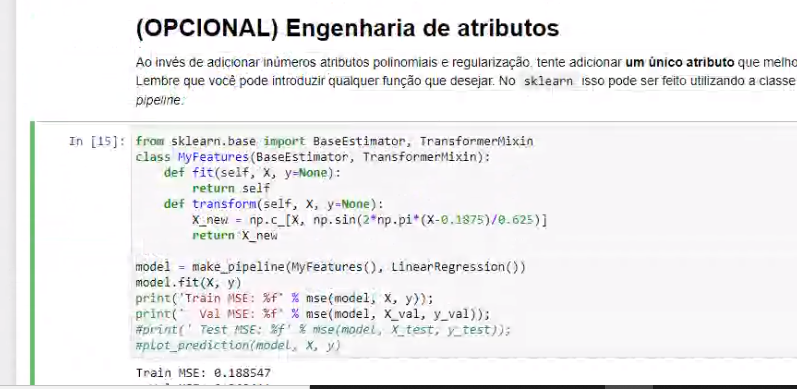 (OPCIONAL) Engenharia de atributos
Ao invés de adicionar inúmeros atributos polinomiais e regularização, tente adicionar um único atributo que melho
Lembre que você pode introduzir qualquer função que desejar. No sklearn isso pode ser feito utilizando a classe
pipeline.
In [15]: from sklearn.base import BaseEstimator, TransformerMixin
class MyFeatures(BaseEstimator, TransformerMixin):
def fit(self, X, y=None):
return self
def transform(self, X, y=None):
X_new = np.c_[X, np.sin(2*np.pi*(X-0.1875)/0.625)]
return X_new
model = make_pipeline(MyFeatures(), LinearRegression())
model.fit(X, y)
print('Train MSE: %f' % mse(model, X, y));
print('  Val MSE: %f' % mse(model, X_val, y_val));
#print(' Test MSE: %f' % mse(model, X_test, y_test));
#plot_prediction(model, X, y)
Train MSE: 0.188547